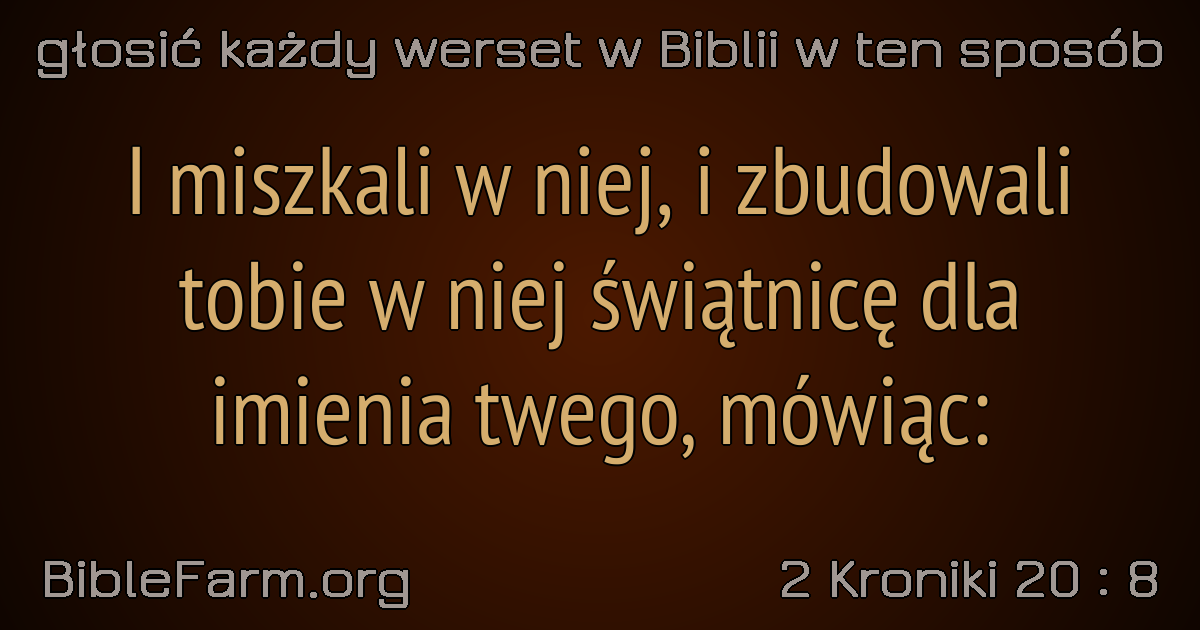 głosić każdy werset w Biblii w ten sposób
I miszkali w niej, i zbudowali
tobie w niej świątnicę dla
imienia twego, mówiąc:
BibleFarm.org
2 Kroniki 20 : 8